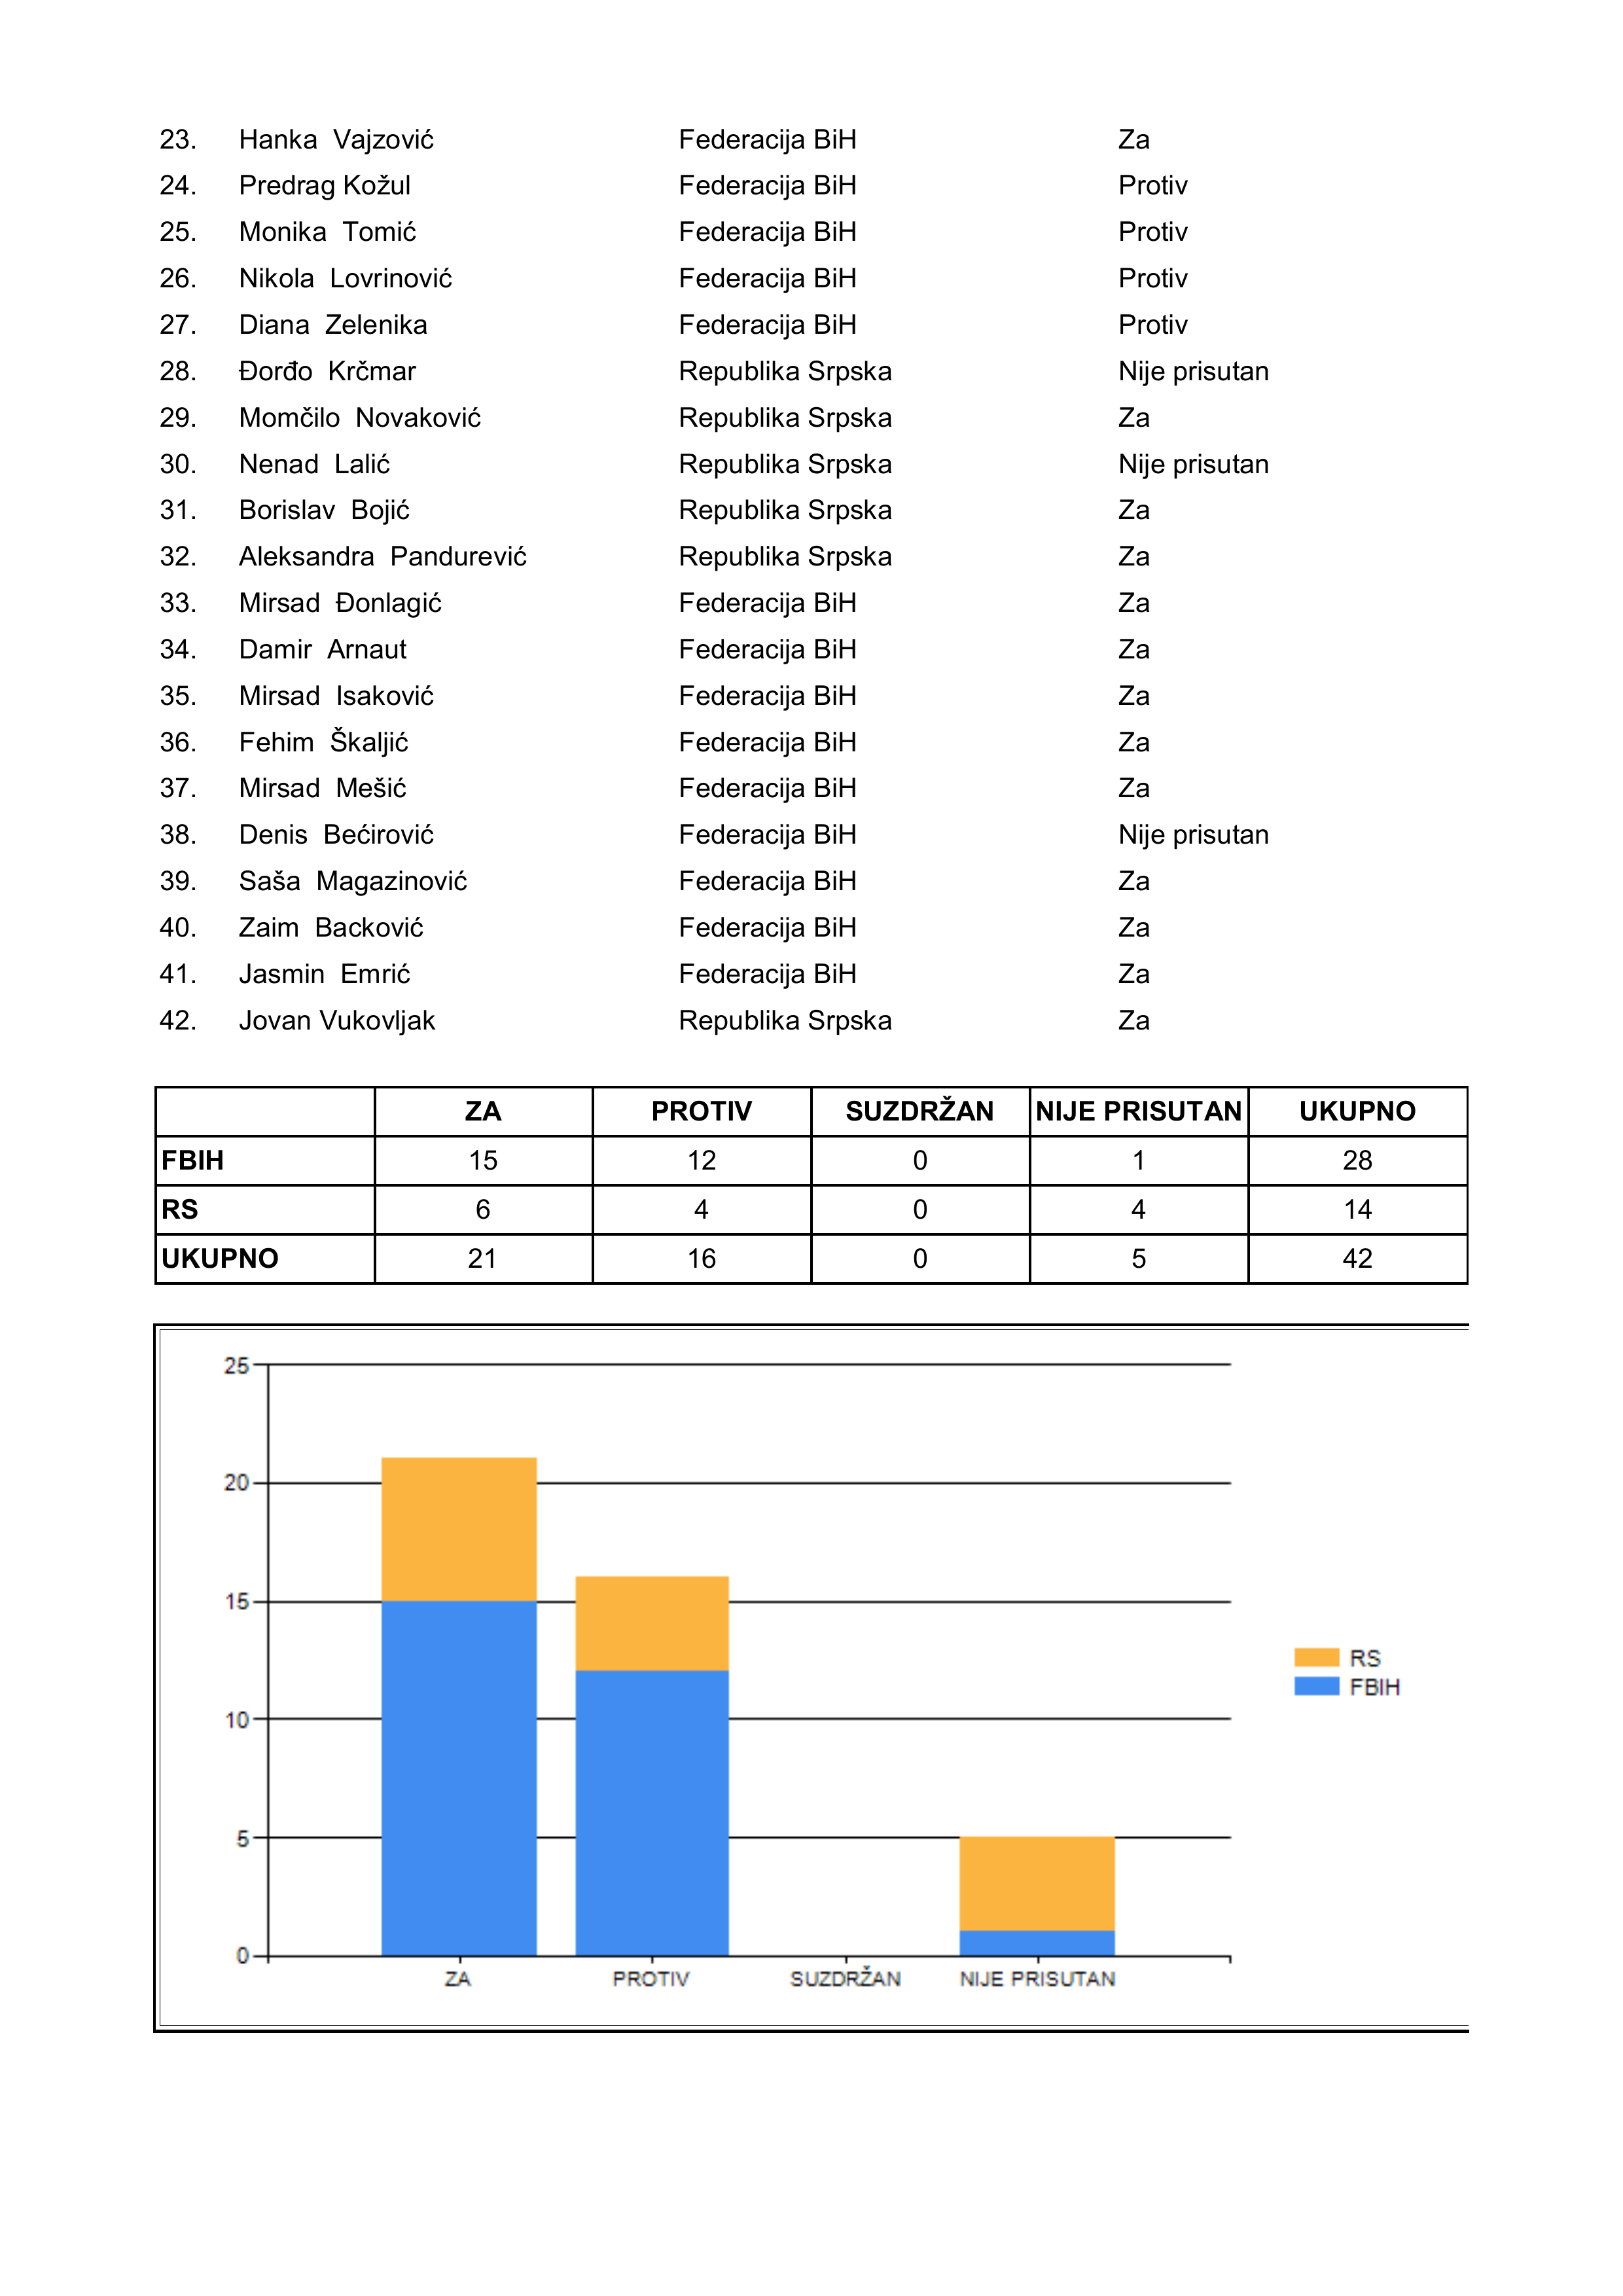 23. Hanka Vajzović Federacija BiH Za
24. Predrag Kožul Federacija BiH Protiv
25. Monika Tomić Federacija BiH Protiv
26. Nikola Lovrinović Federacija BiH Protiv
27. Diana Zelenika Federacija BiH Protiv
28. Đorđo Krčmar Republika Srpska Nije prisutan
29. Momčilo Novaković Republika Srpska Za
30. Nenad Lalić Republika Srpska Nije prisutan
31. Borislav Bojić Republika Srpska Za
32. Aleksandra Pandurević Republika Srpska Za
33. Mirsad Đonlagić Federacija BiH Za
34. Damir Arnaut Federacija BiH Za
35. Mirsad Isaković Federacija BiH Za
36. Fehim Škaljić Federacija BiH Za
37. Mirsad Mešić Federacija BiH Za
38. Denis Bećirović Federacija BiH Nije prisutan
39. Saša Magazinović Federacija BiH Za
40. Zaim Backović Federacija BiH Za
41. Jasmin Emrić Federacija BiH Za
42. Jovan Vukovljak Republika Srpska Za
ZA PROTIV SUZDRŽAN NIJE PRISUTAN UKUPNO
FBIH 15 12 0 1 28
RS 6 4 0 4 14
UKUPNO 21 16 0 5 42
25
20
15
10
5
0
ZA PROTIV SUZDRŽAN NIJE PRISUTAN
RS
FBIH